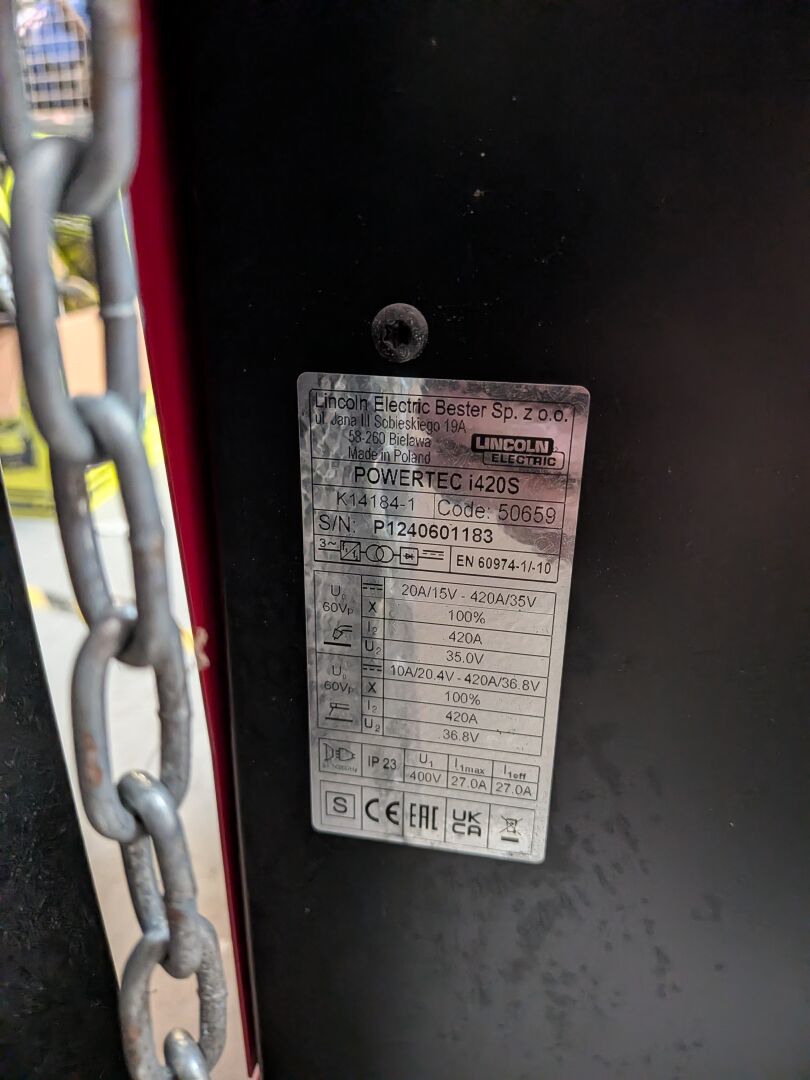 Lincoln Electric Bester Sp. z o.o.
ul. Jana III Sobieskiego 19A
58-260 Bielawa
Made in Poland
LINCOLN
ELECTRIC
POWERTEC i420S
K14184-1 Code: 50659
S/N: P1240601183
3~ EN 60974-1/-10
U0 60Vp 20A/15V - 420A/35V
X 100%
I2 420A
U2 35.0V
U0 60Vp 10A/20.4V - 420A/36.8V
X 100%
I2 420A
U2 36.8V
IP 23 U1 400V I1max 27.0A I1eff 27.0A
S CE EAC UK CA